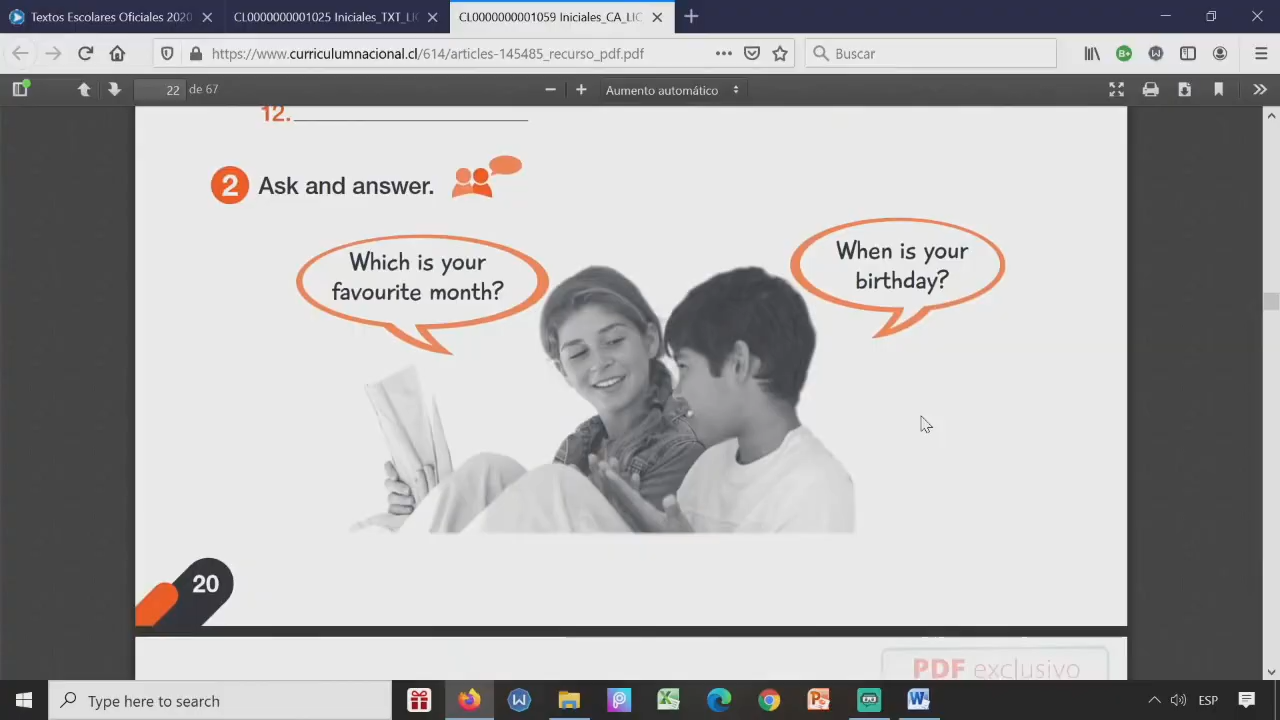 Textos Escolares Oficiales 2020
CL0000000001025 Iniciales_TXT_LIC
CL0000000001059 Iniciales_CA_LIC
https://www.curriculumnacional.cl/614/articles-145485_recurso_pdf.pdf
Buscar
22 de 67
Aumento automático
12.
2 Ask and answer.
Which is your
favourite month?
When is your
birthday?
20
PDF exclusivo
Type here to search
ESP